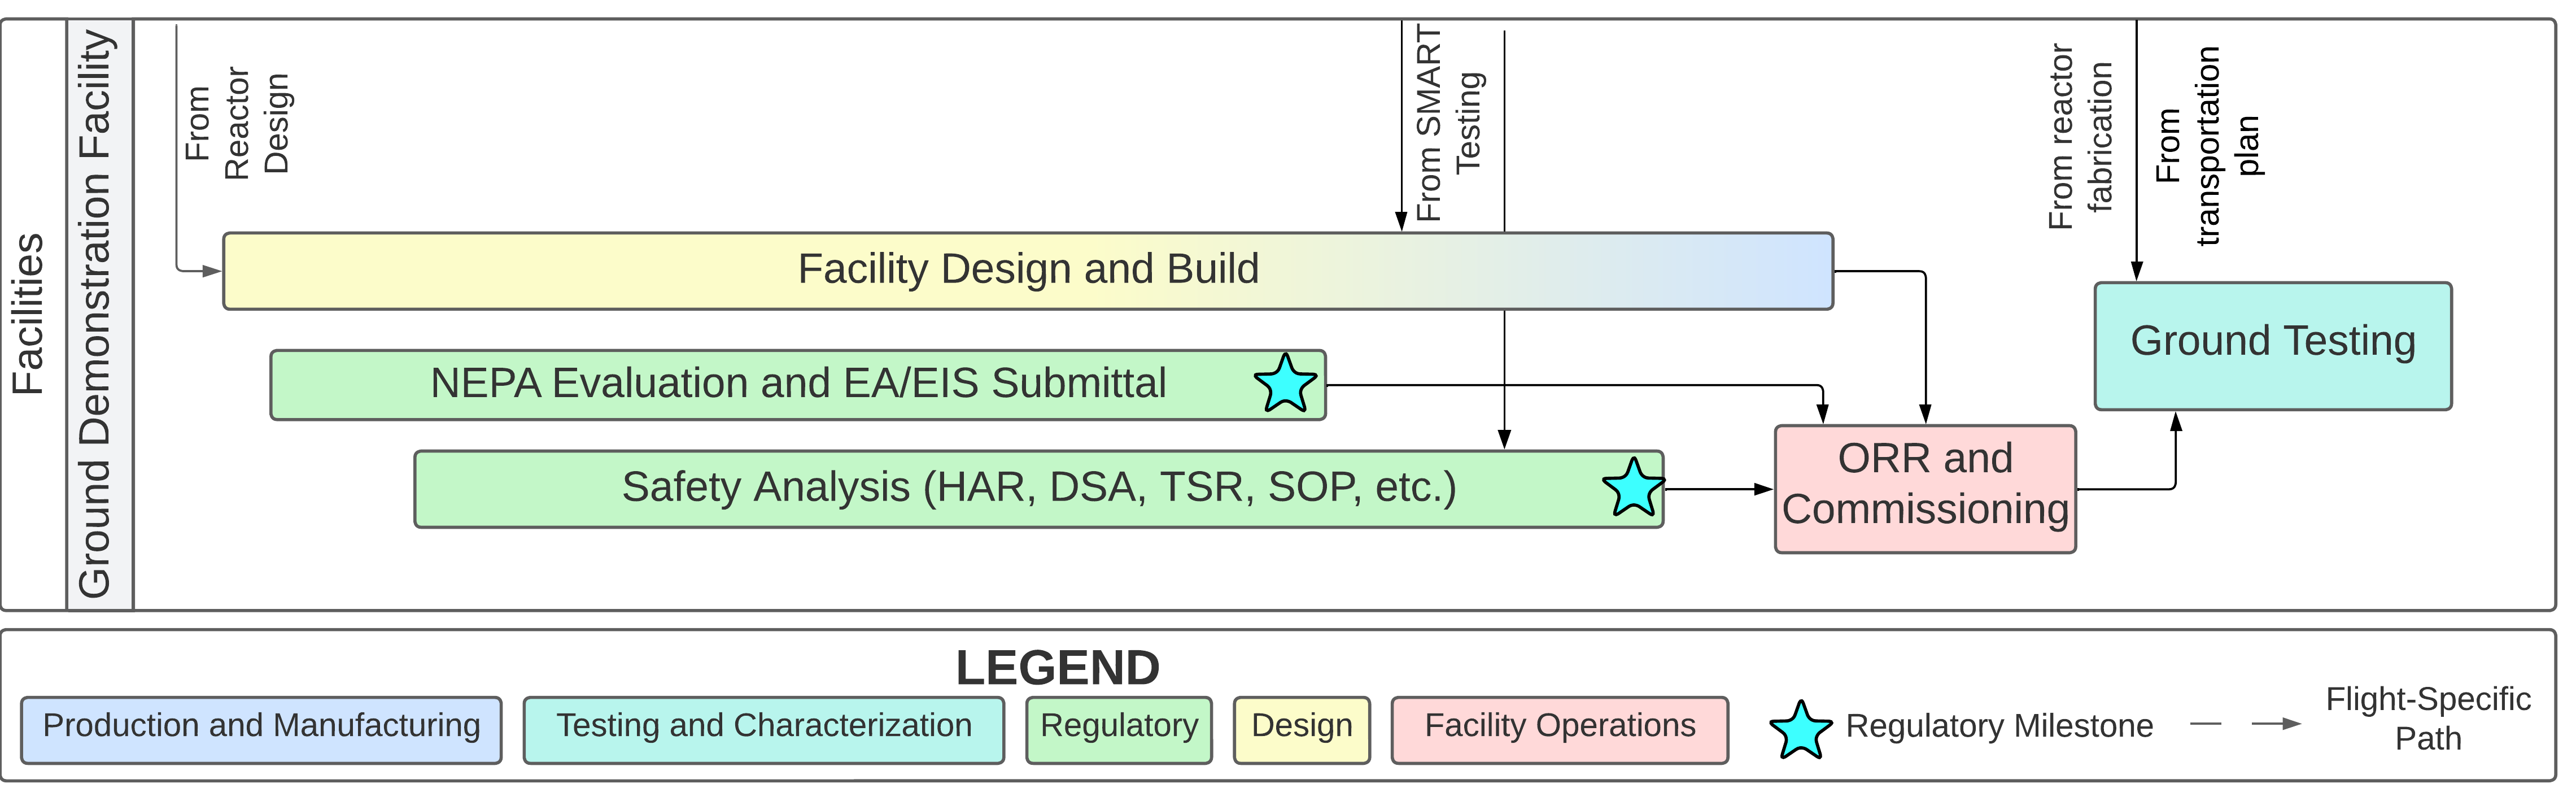 Facilities
Ground Demonstration Facility
From
Reactor
Design
From SMART
Testing
From reactor
fabrication
From
transportation
plan
Facility Design and Build
NEPA Evaluation and EA/EIS Submittal
Safety Analysis (HAR, DSA, TSR, SOP, etc.)
ORR and
Commissioning
Ground Testing
LEGEND
Production and Manufacturing
Testing and Characterization
Regulatory
Design
Facility Operations
Regulatory Milestone
Flight-Specific
Path